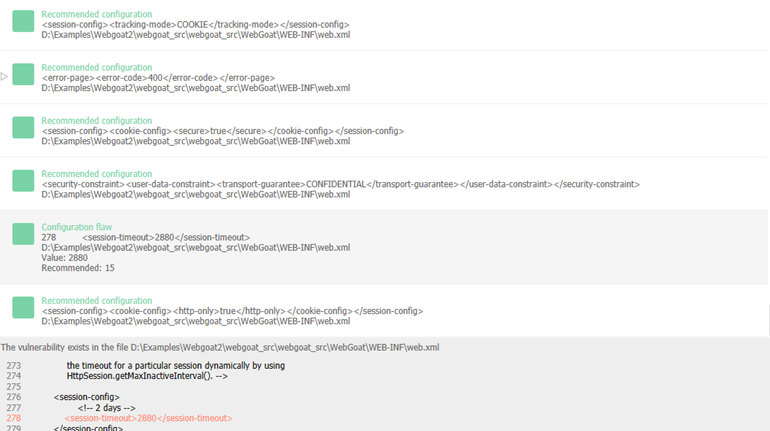 Recommended configuration
<session-config><tracking-mode>COOKIE</tracking-mode></session-config>
D:\Examples\Webgoat2\webgoat_src\webgoat_src\WebGoat\WEB-INF\web.xml
Recommended configuration
<error-page><error-code>400</error-code></error-page>
D:\Examples\Webgoat2\webgoat_src\webgoat_src\WebGoat\WEB-INF\web.xml
Recommended configuration
<session-config><cookie-config><secure>true</secure></cookie-config></session-config>
D:\Examples\Webgoat2\webgoat_src\webgoat_src\WebGoat\WEB-INF\web.xml
Recommended configuration
<security-constraint><user-data-constraint><transport-guarantee>CONFIDENTIAL</transport-guarantee></user-data-constraint></security-constraint>
D:\Examples\Webgoat2\webgoat_src\webgoat_src\WebGoat\WEB-INF\web.xml
Configuration flaw
278 <session-timeout>2880</session-timeout>
D:\Examples\Webgoat2\webgoat_src\webgoat_src\WebGoat\WEB-INF\web.xml
Value: 2880
Recommended: 15
Recommended configuration
<session-config><cookie-config><http-only>true</http-only></cookie-config></session-config>
D:\Examples\Webgoat2\webgoat_src\webgoat_src\WebGoat\WEB-INF\web.xml
The vulnerability exists in the file D:\Examples\Webgoat2\webgoat_src\webgoat_src\WebGoat\WEB-INF\web.xml
273 the timeout for a particular session dynamically by using
274 HttpSession.getMaxInactiveInterval(). -->
275
276 <session-config>
277 <!-- 2 days -->
278 <session-timeout>2880</session-timeout>
279 </session-config>